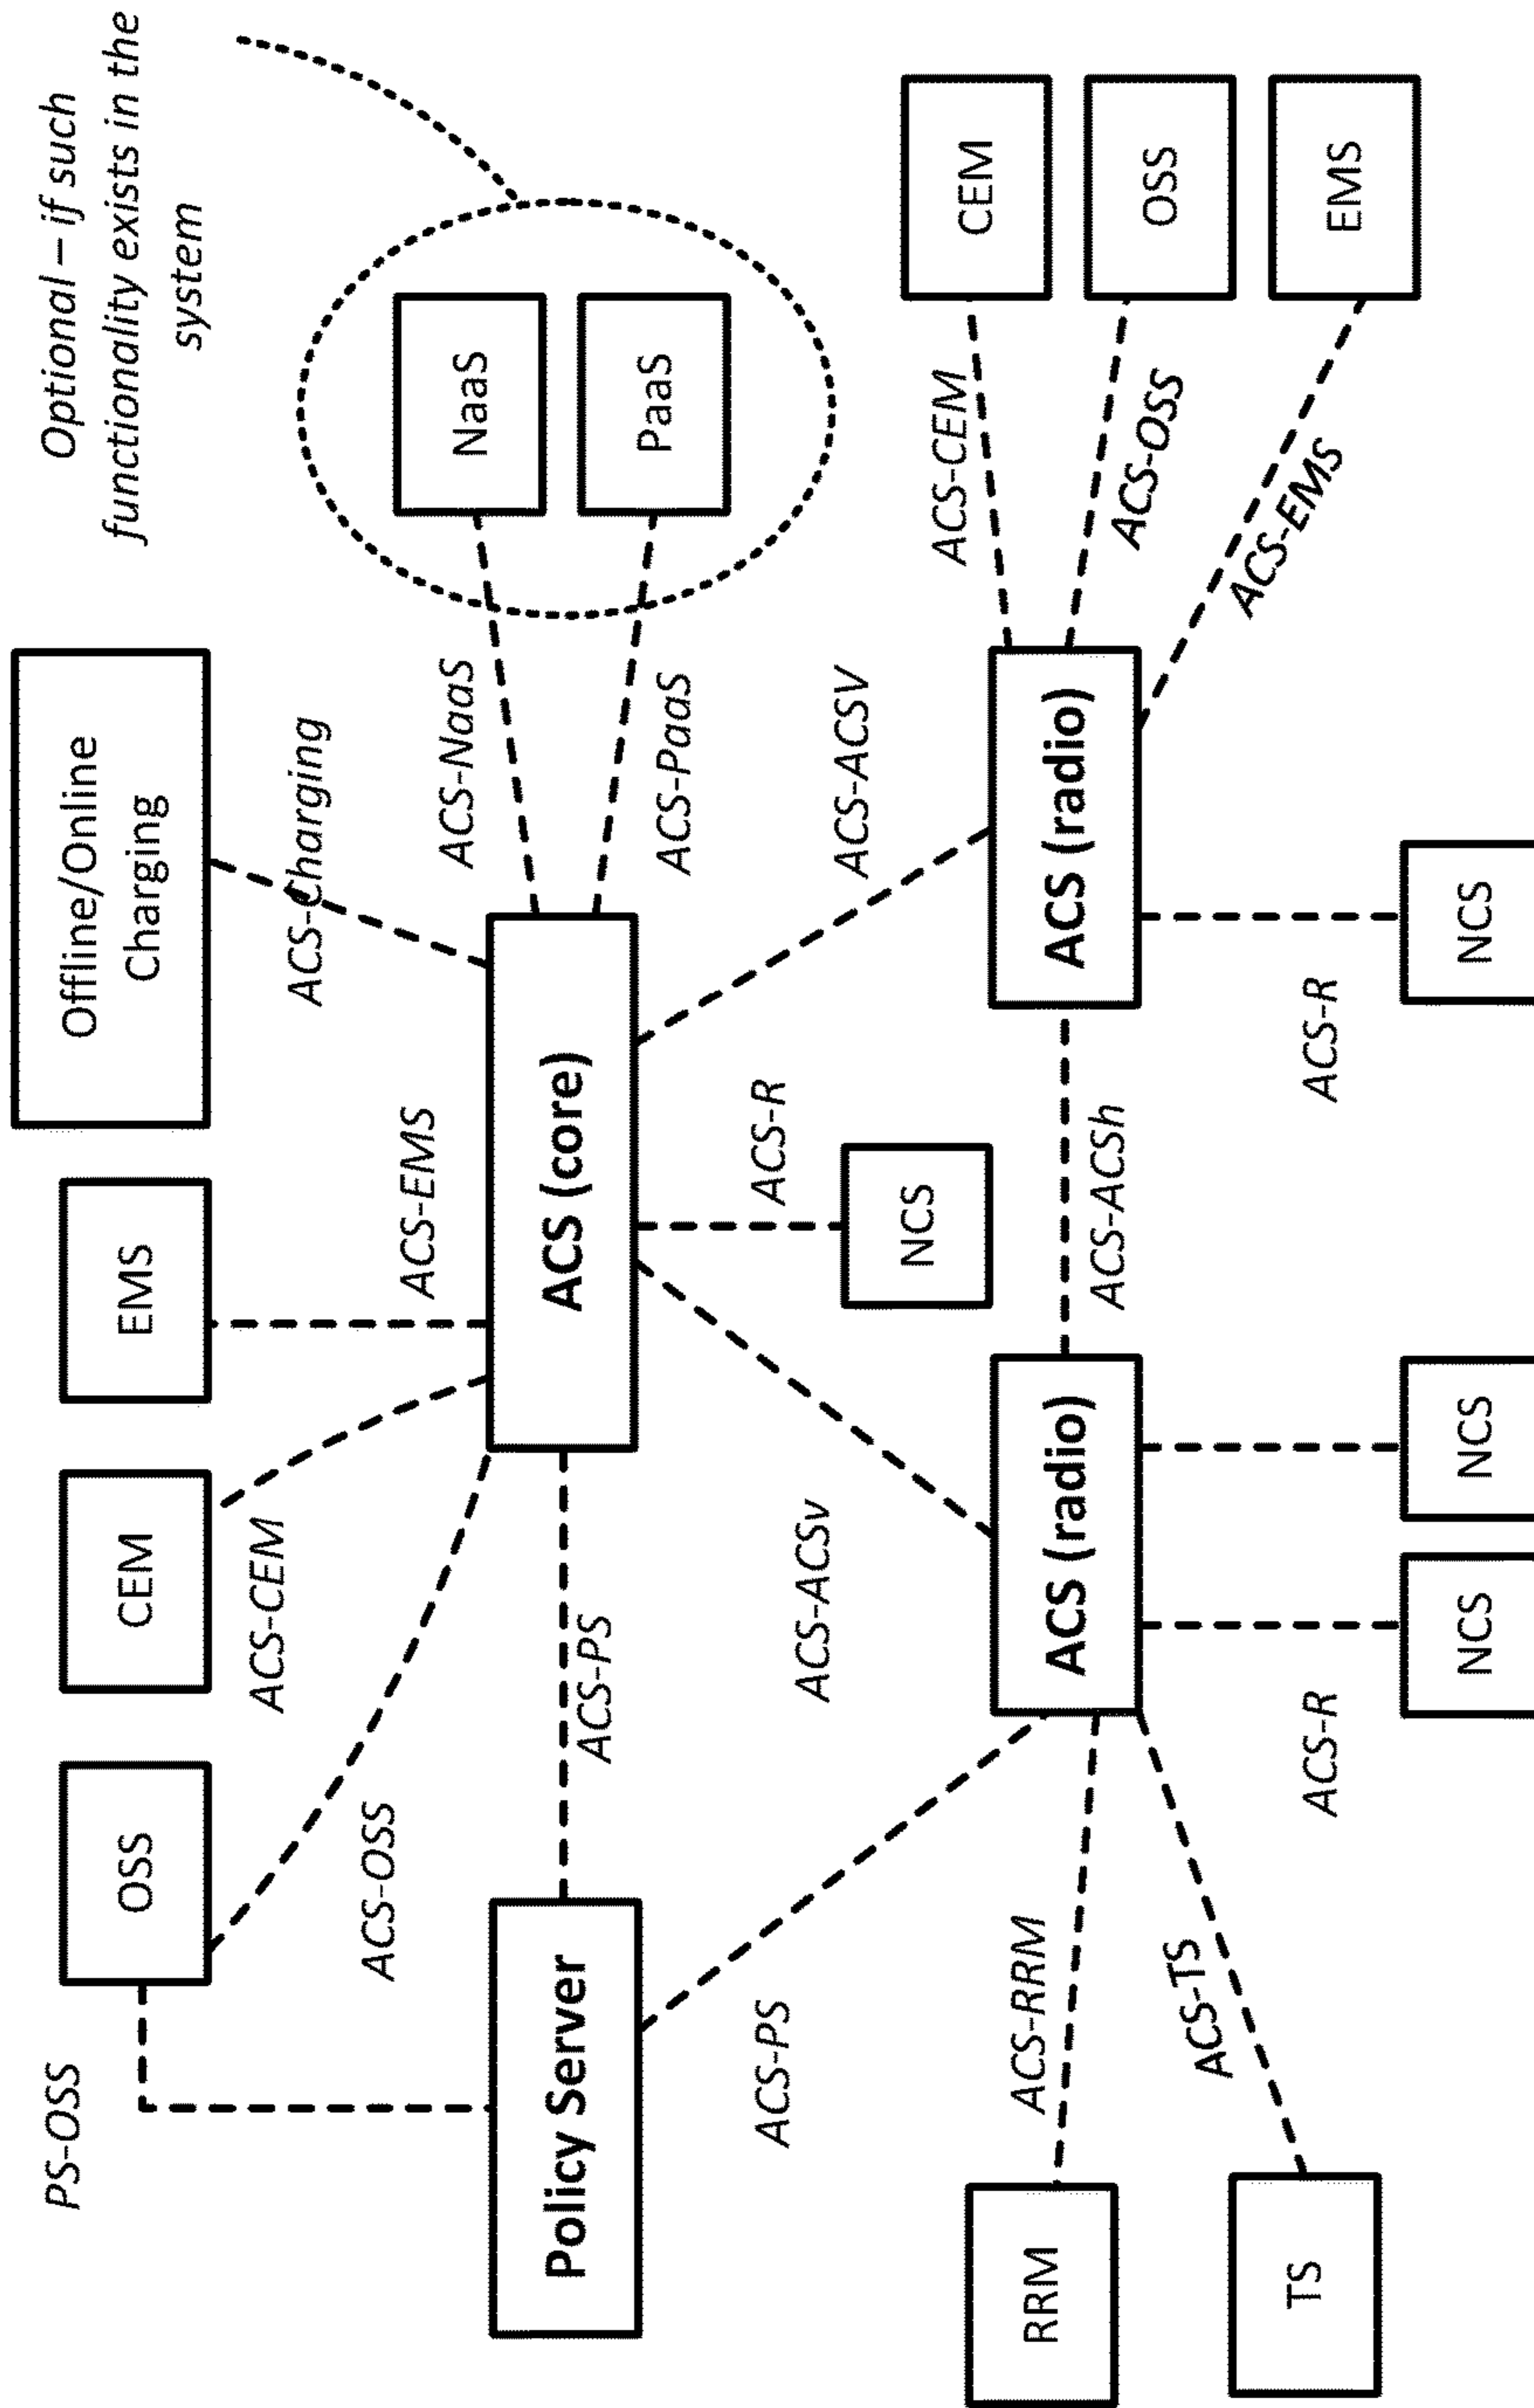 PS-OSS
OSS
CEM
EMS
Offline/Online
Charging
Optional – if such
functionality exists in the
system
ACS-CEM
ACS-Charging
ACS-OSS
ACS-EMS
ACS-NaaS
NaaS
Policy Server
ACS-PS
ACS (core)
ACS-PaaS
PaaS
ACS-PS
ACS-ACSv
ACS-R
ACS-ACSV
NCS
ACS-CEM
CEM
RRM
ACS-RRM
ACS (radio)
ACS-ACSh
ACS (radio)
ACS-OSS
OSS
TS
ACS-TS
ACS-EMS
EMS
ACS-R
ACS-R
NCS
NCS
NCS